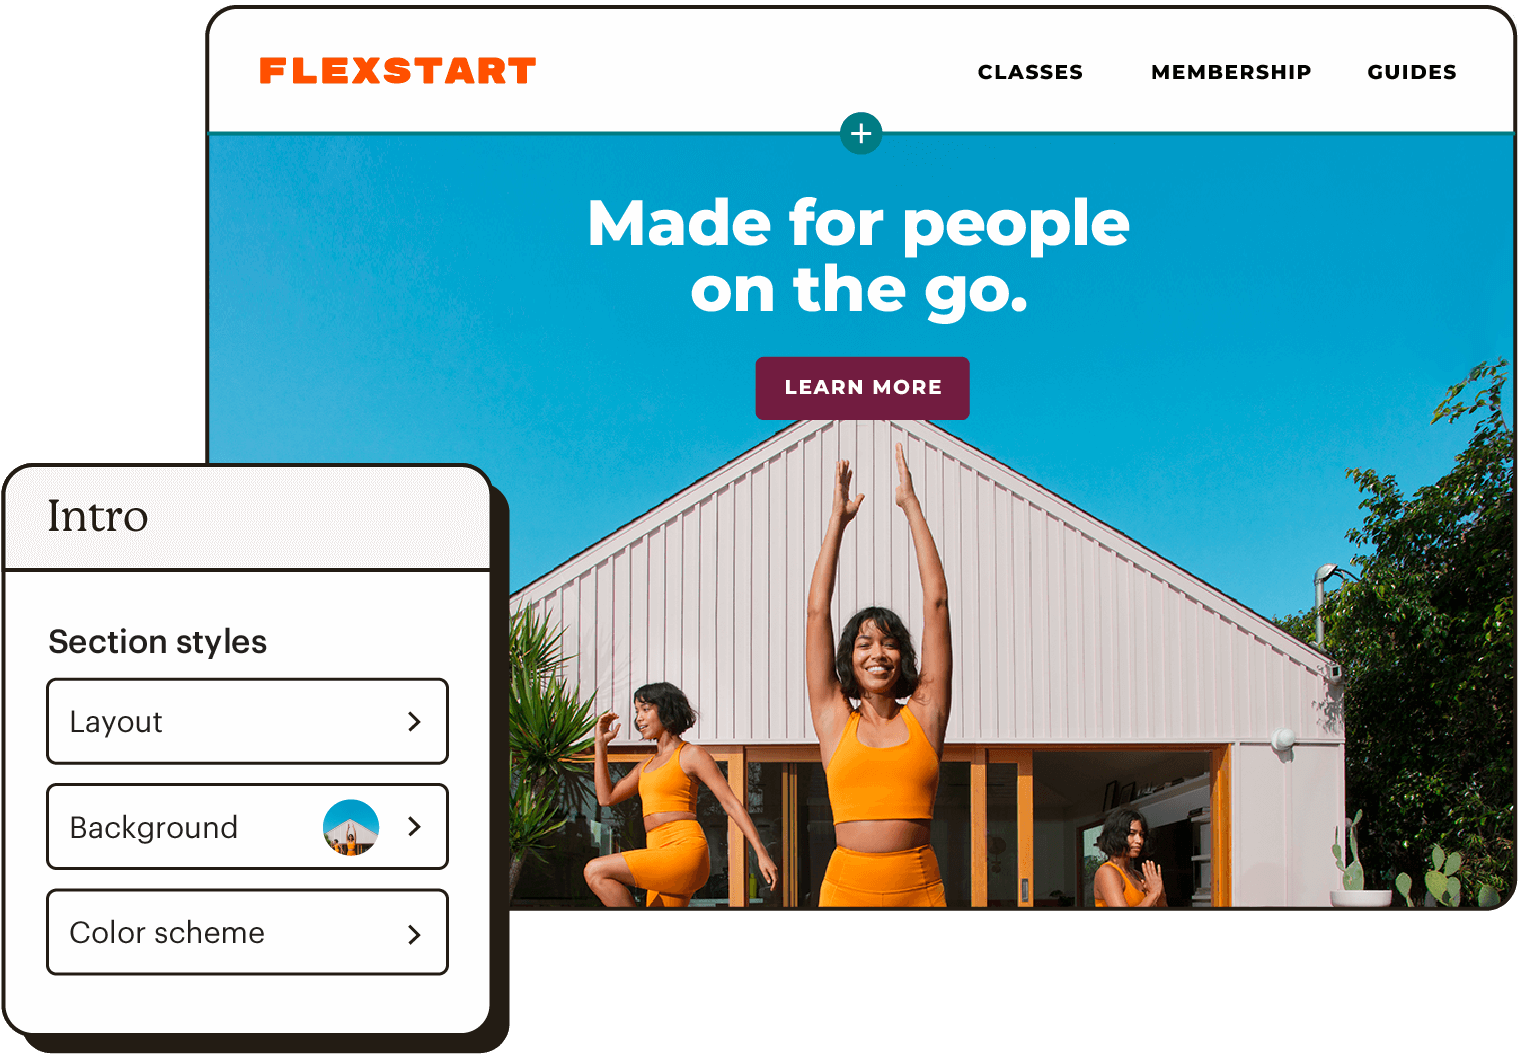 FLEXSTART
CLASSES
MEMBERSHIP
GUIDES
Made for people
on the go.
LEARN MORE
Intro
Section styles
Layout
Background
Color scheme